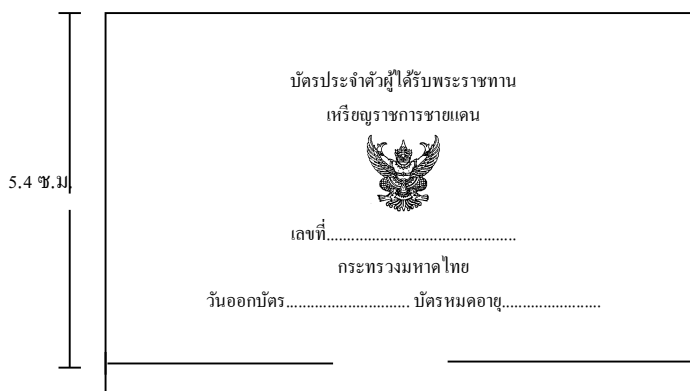 บัตรประจำตัวผู้ได้รับพระราชทาน
เหรียญราชการชายแดน
5.4 ซ.ม.
เลขที่..............................................
กระทรวงมหาดไทย
วันออกบัตร.............................. บัตรหมดอายุ........................